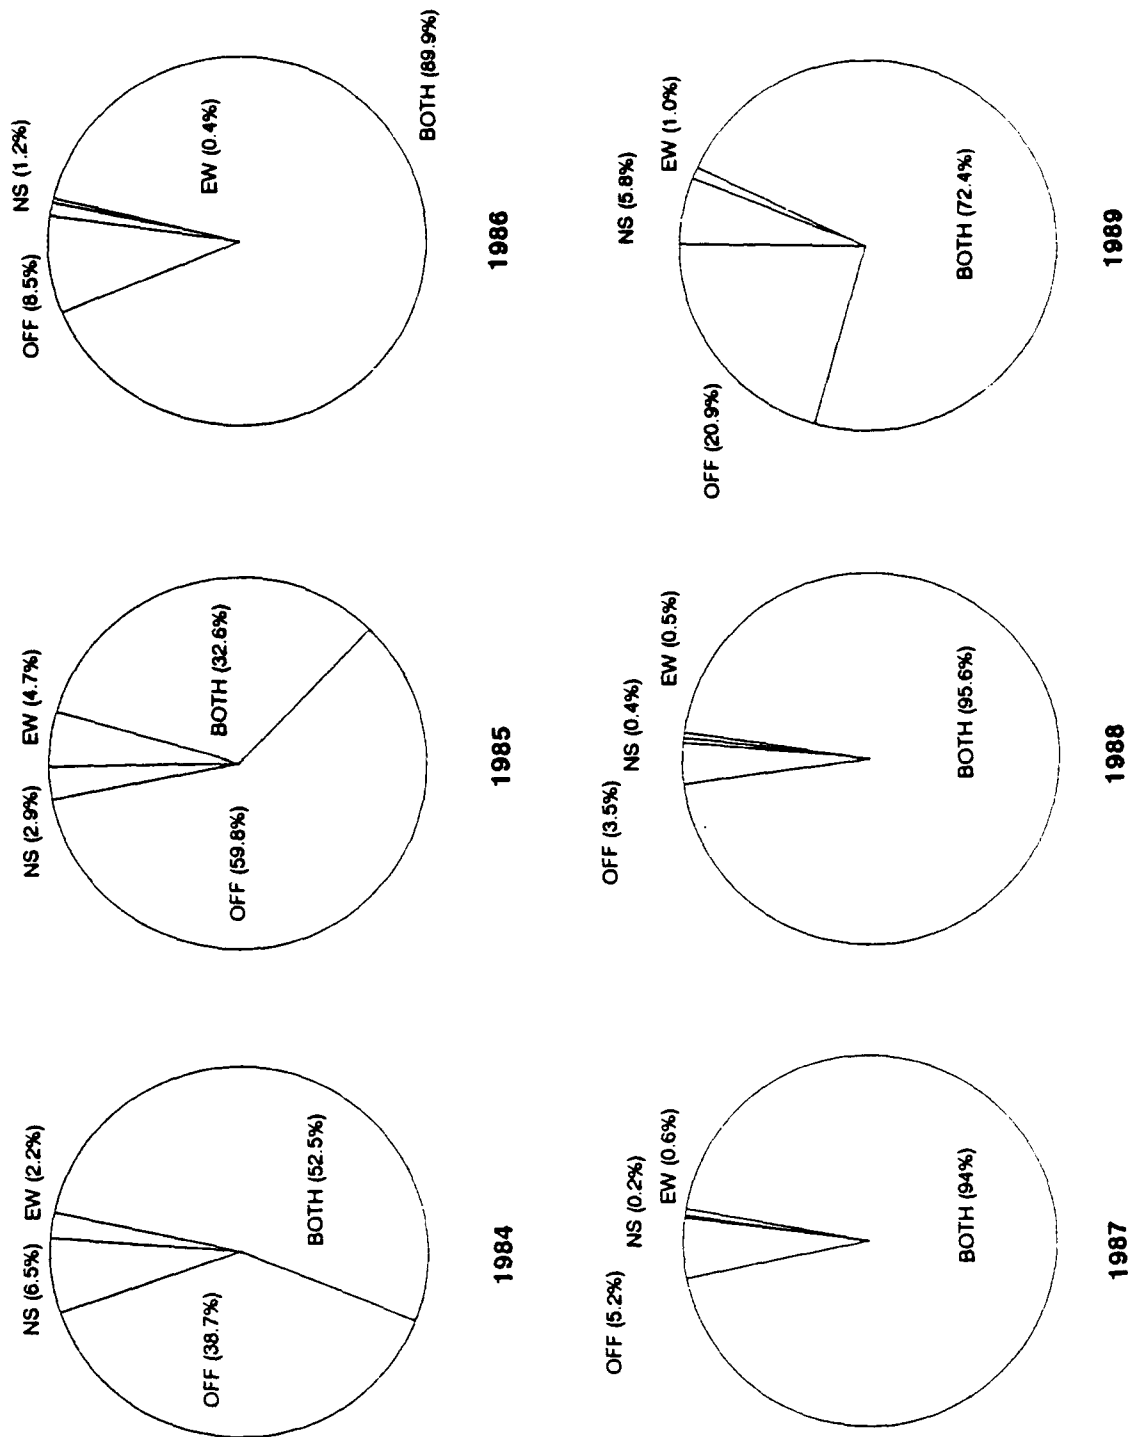 NS (6.5%)
EW (2.2%)
OFF (38.7%)
BOTH (52.5%)
1984
NS (2.9%)
EW (4.7%)
OFF (59.8%)
BOTH (32.6%)
1985
OFF (8.5%)
NS (1.2%)
EW (0.4%)
BOTH (89.9%)
1986
OFF (5.2%)
NS (0.2%)
EW (0.6%)
BOTH (94%)
1987
OFF (3.5%)
NS (0.4%)
EW (0.5%)
BOTH (95.6%)
1988
OFF (20.9%)
NS (5.8%)
EW (1.0%)
BOTH (72.4%)
1989